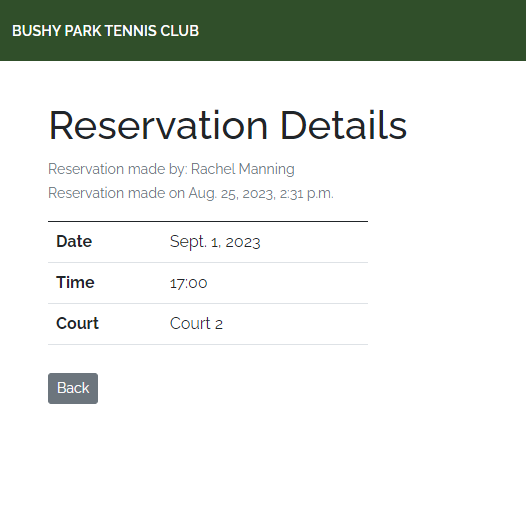 BUSHY PARK TENNIS CLUB
Reservation Details
Reservation made by: Rachel Manning
Reservation made on Aug. 25, 2023, 2:31 p.m.
Date Sept. 1, 2023
Time 17:00
Court Court 2
Back